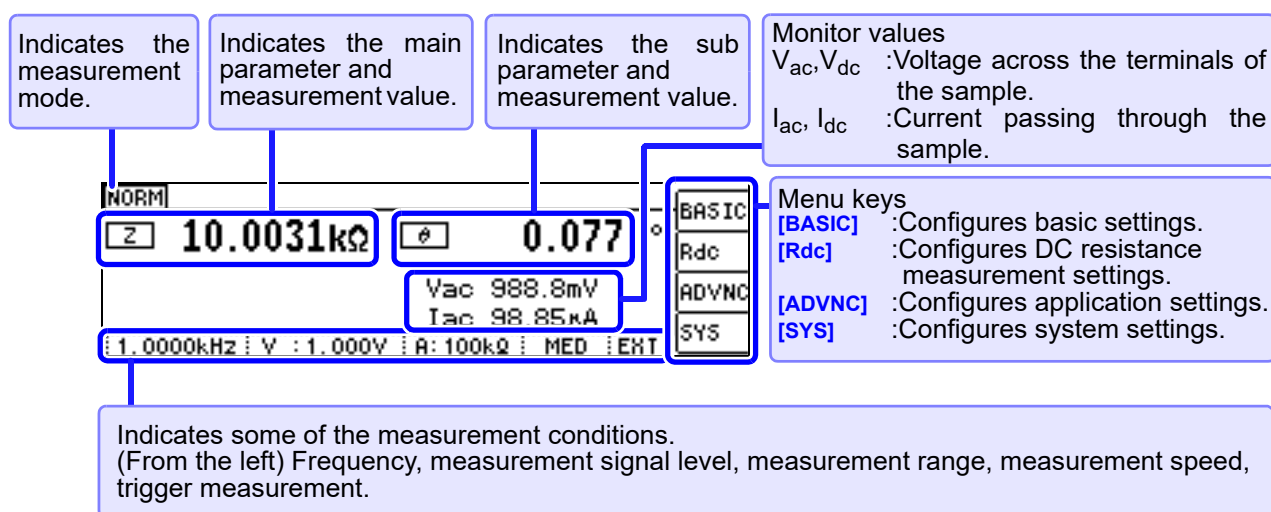 Indicates the
measurement
mode.
Indicates the main
parameter and
measurement value.
Indicates the sub
parameter and
measurement value.
Monitor values
Vac,Vdc :Voltage across the terminals of
the sample.
Iac, Idc :Current passing through the
sample.
NORM
Z 10.0031kΩ θ 0.077 °
Vac 988.8mV
Iac 98.85μA
1.0000kHz V :1.000V A:100kΩ MED EXT
BASIC
Rdc
ADVNC
SYS
Menu keys
[BASIC] :Configures basic settings.
[Rdc] :Configures DC resistance
measurement settings.
[ADVNC] :Configures application settings.
[SYS] :Configures system settings.
Indicates some of the measurement conditions.
(From the left) Frequency, measurement signal level, measurement range, measurement speed,
trigger measurement.